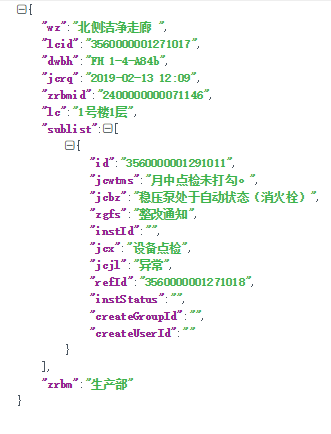 {
"wz":"北侧洁净走廊 ",
"lcid":"3560000001271017",
"dwbh":"FH 1-4-A84b",
"jcrq":"2019-02-13 12:09",
"zrbmid":"2400000000071146",
"lc":"1号楼1层",
"sublist":[
{
"id":"3560000001291011",
"jcwtms":"月中点检未打勾。",
"jcbz":"稳压泵处于自动状态（消火栓）",
"zgfs":"整改通知",
"instId":"",
"jcx":"设备点检",
"jcjl":"异常",
"refId":"3560000001271018",
"instStatus":"",
"createGroupId":"",
"createUserId":""
}
],
"zrbm":"生产部"
}